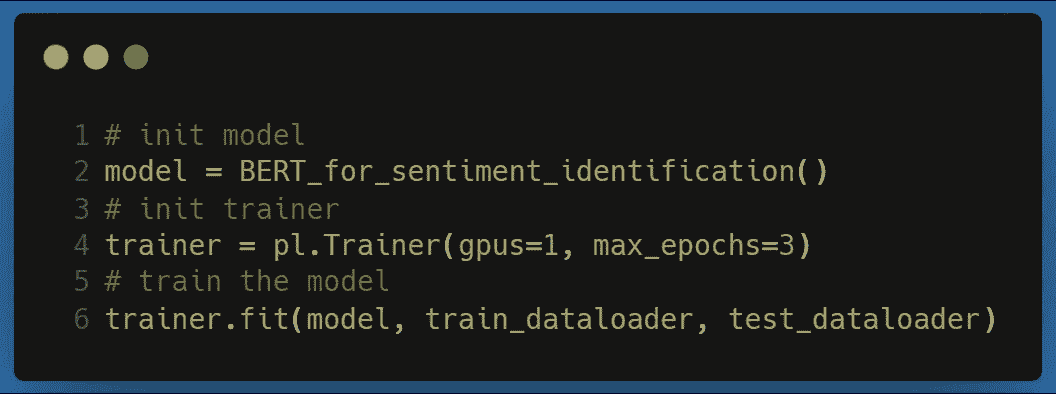 1 # init model
2 model = BERT_for_sentiment_identification()
3 # init trainer
4 trainer = pl.Trainer(gpus=1, max_epochs=3)
5 # train the model
6 trainer.fit(model, train_dataloader, test_dataloader)